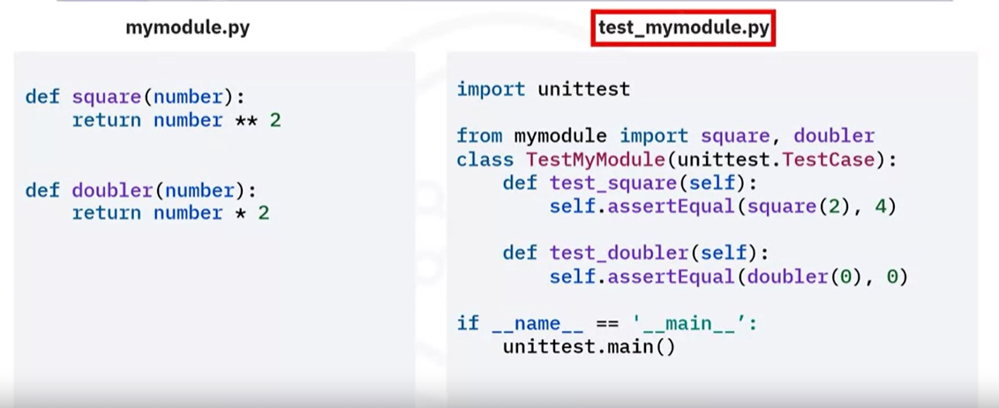 mymodule.py
def square(number):
    return number ** 2
def doubler(number):
    return number * 2
test_mymodule.py
import unittest
from mymodule import square, doubler
class TestMyModule(unittest.TestCase):
    def test_square(self):
        self.assertEqual(square(2), 4)
    def test_doubler(self):
        self.assertEqual(doubler(0), 0)
if __name__ == '__main__’:
    unittest.main()